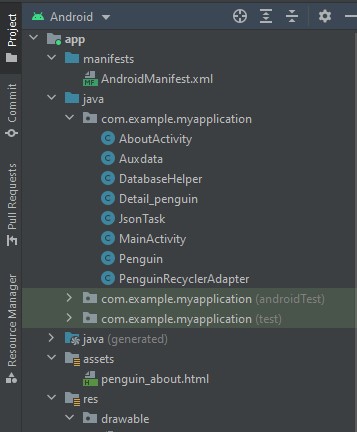 Android
app
manifests
AndroidManifest.xml
java
com.example.myapplication
AboutActivity
Auxdata
DatabaseHelper
Detail_penguin
JsonTask
MainActivity
Penguin
PenguinRecyclerAdapter
com.example.myapplication (androidTest)
com.example.myapplication (test)
java (generated)
assets
penguin_about.html
res
drawable
Project
Commit
Pull Requests
Resource Manager
MF
C
C
C
C
C
C
C
C
H